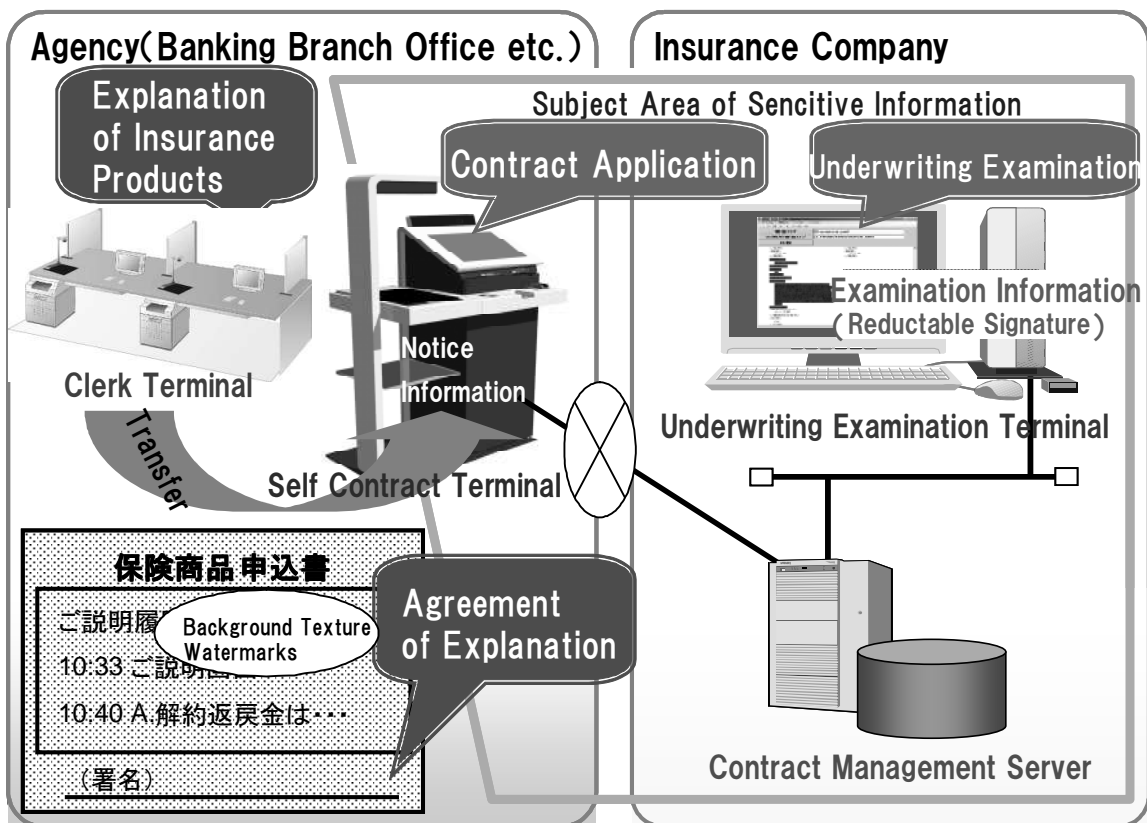 Agency(Banking Branch Office etc.)
Insurance Company
Explanation
of Insurance
Products
Subject Area of Sencitive Information
Contract Application
Underwriting Examination
Examination Information
(Reductable Signature)
Notice
Information
Clerk Terminal
Transfer
Self Contract Terminal
Underwriting Examination Terminal
保険商品申込書
ご説明履
Background Texture
Watermarks
10:33 ご説明
10:40 A.解約返戻金は・・・
(署名)
Agreement
of Explanation
Contract Management Server